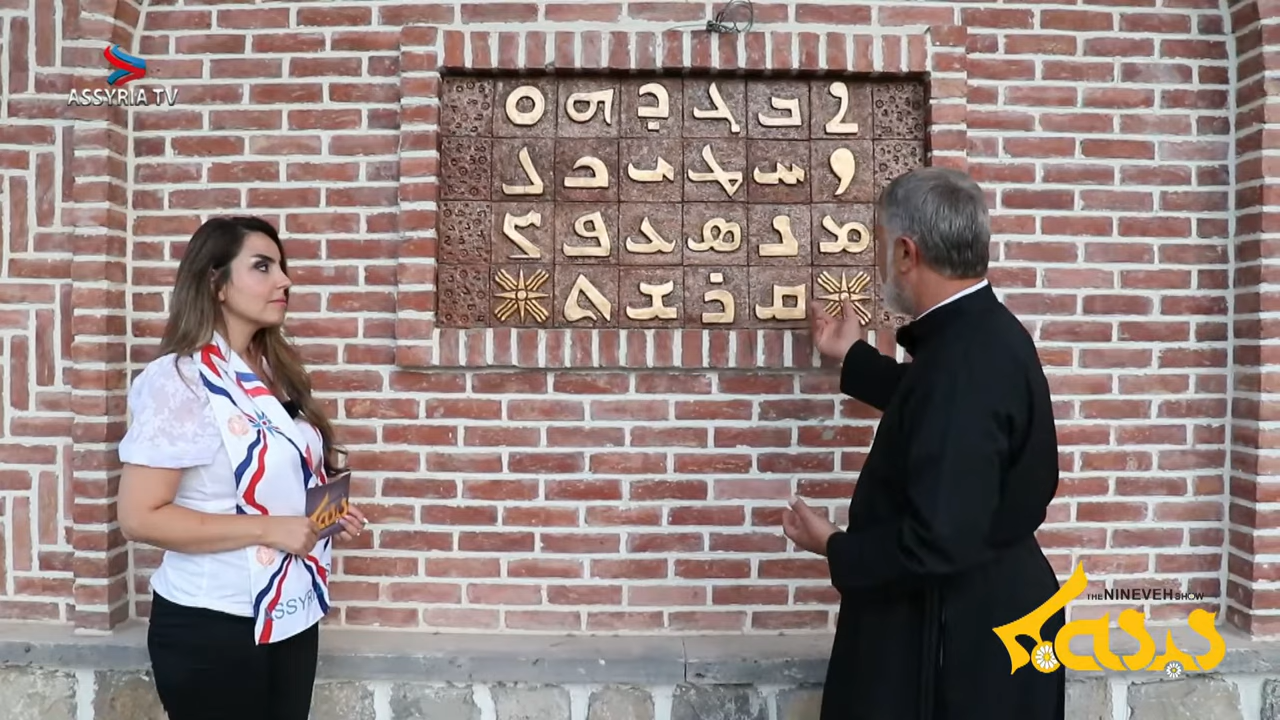 ASSYRIA TV
ܐ ܒ ܓ ܕ ܗ ܘ
ܙ ܚ ܛ ܝ ܟ ܠ
ܡ ܢ ܣ ܥ ܦ ܨ
ܩ ܪ ܫ ܬ
THE NINEVEH SHOW